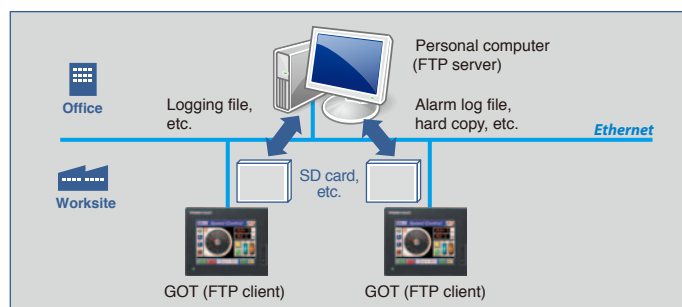 Personal computer
(FTP server)
Office
Logging file,
etc.
Alarm log file,
hard copy, etc.
Ethernet
SD card,
etc.
Worksite
GOT (FTP client)
GOT (FTP client)